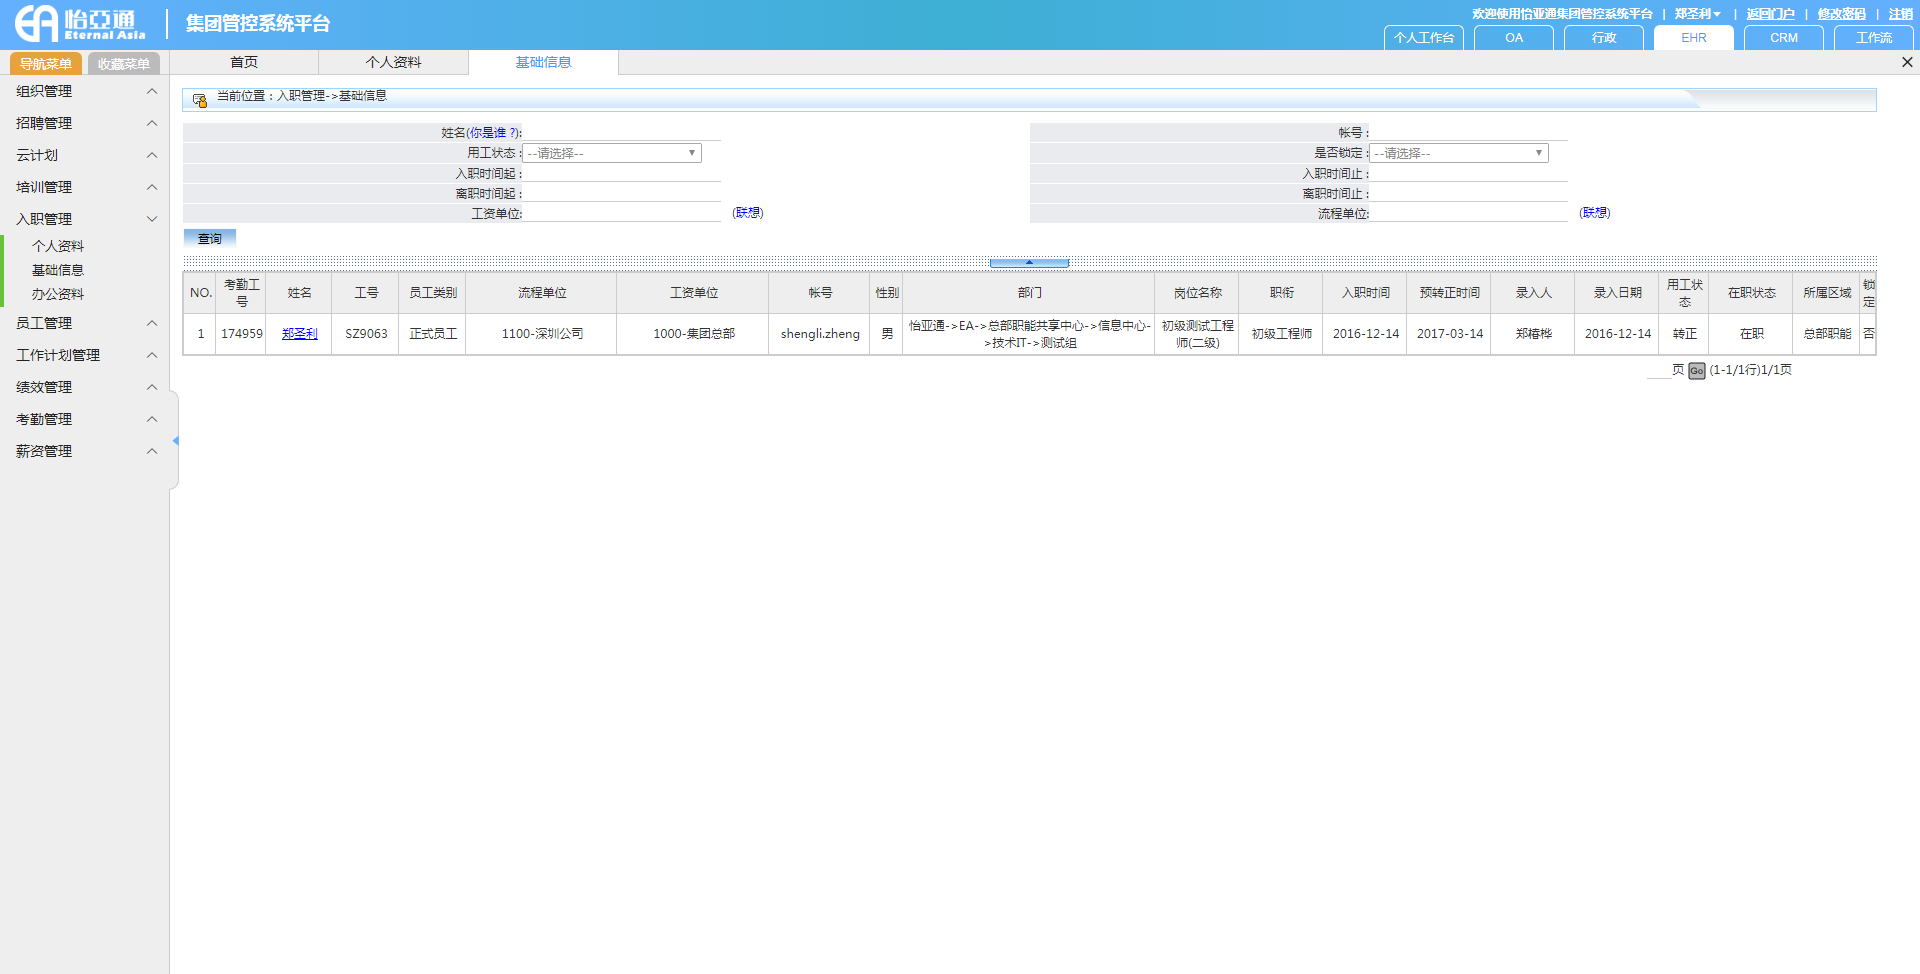 怡亞通
Eternal Asia
集团管控系统平台
欢迎使用怡亚通集团管控系统平台 | 郑圣利 | 返回门户 | 修改密码 | 注销
个人工作台 OA 行政 EHR CRM 工作流
导航菜单 收藏菜单
首页 个人资料 基础信息
组织管理
招聘管理
云计划
培训管理
入职管理
个人资料
基础信息
办公资料
员工管理
工作计划管理
绩效管理
考勤管理
薪资管理
当前位置：入职管理->基础信息
姓名(你是谁 ?):
帐号 :
用工状态 : --请选择--
是否锁定 : --请选择--
入职时间起 :
入职时间止 :
离职时间起 :
离职时间止 :
工资单位: (联想)
流程单位: (联想)
查询
NO. 考勤工号 姓名 工号 员工类别 流程单位 工资单位 帐号 性别 部门 岗位名称 职衔 入职时间 预转正时间 录入人 录入日期 用工状态 在职状态 所属区域 锁定
1 174959 郑圣利 SZ9063 正式员工 1100-深圳公司 1000-集团总部 shengli.zheng 男 怡亚通->EA->总部职能共享中心->信息中心->技术IT->测试组 初级测试工程师(二级) 初级工程师 2016-12-14 2017-03-14 郑椿桦 2016-12-14 转正 在职 总部职能 否
页 Go (1-1/1行)1/1页